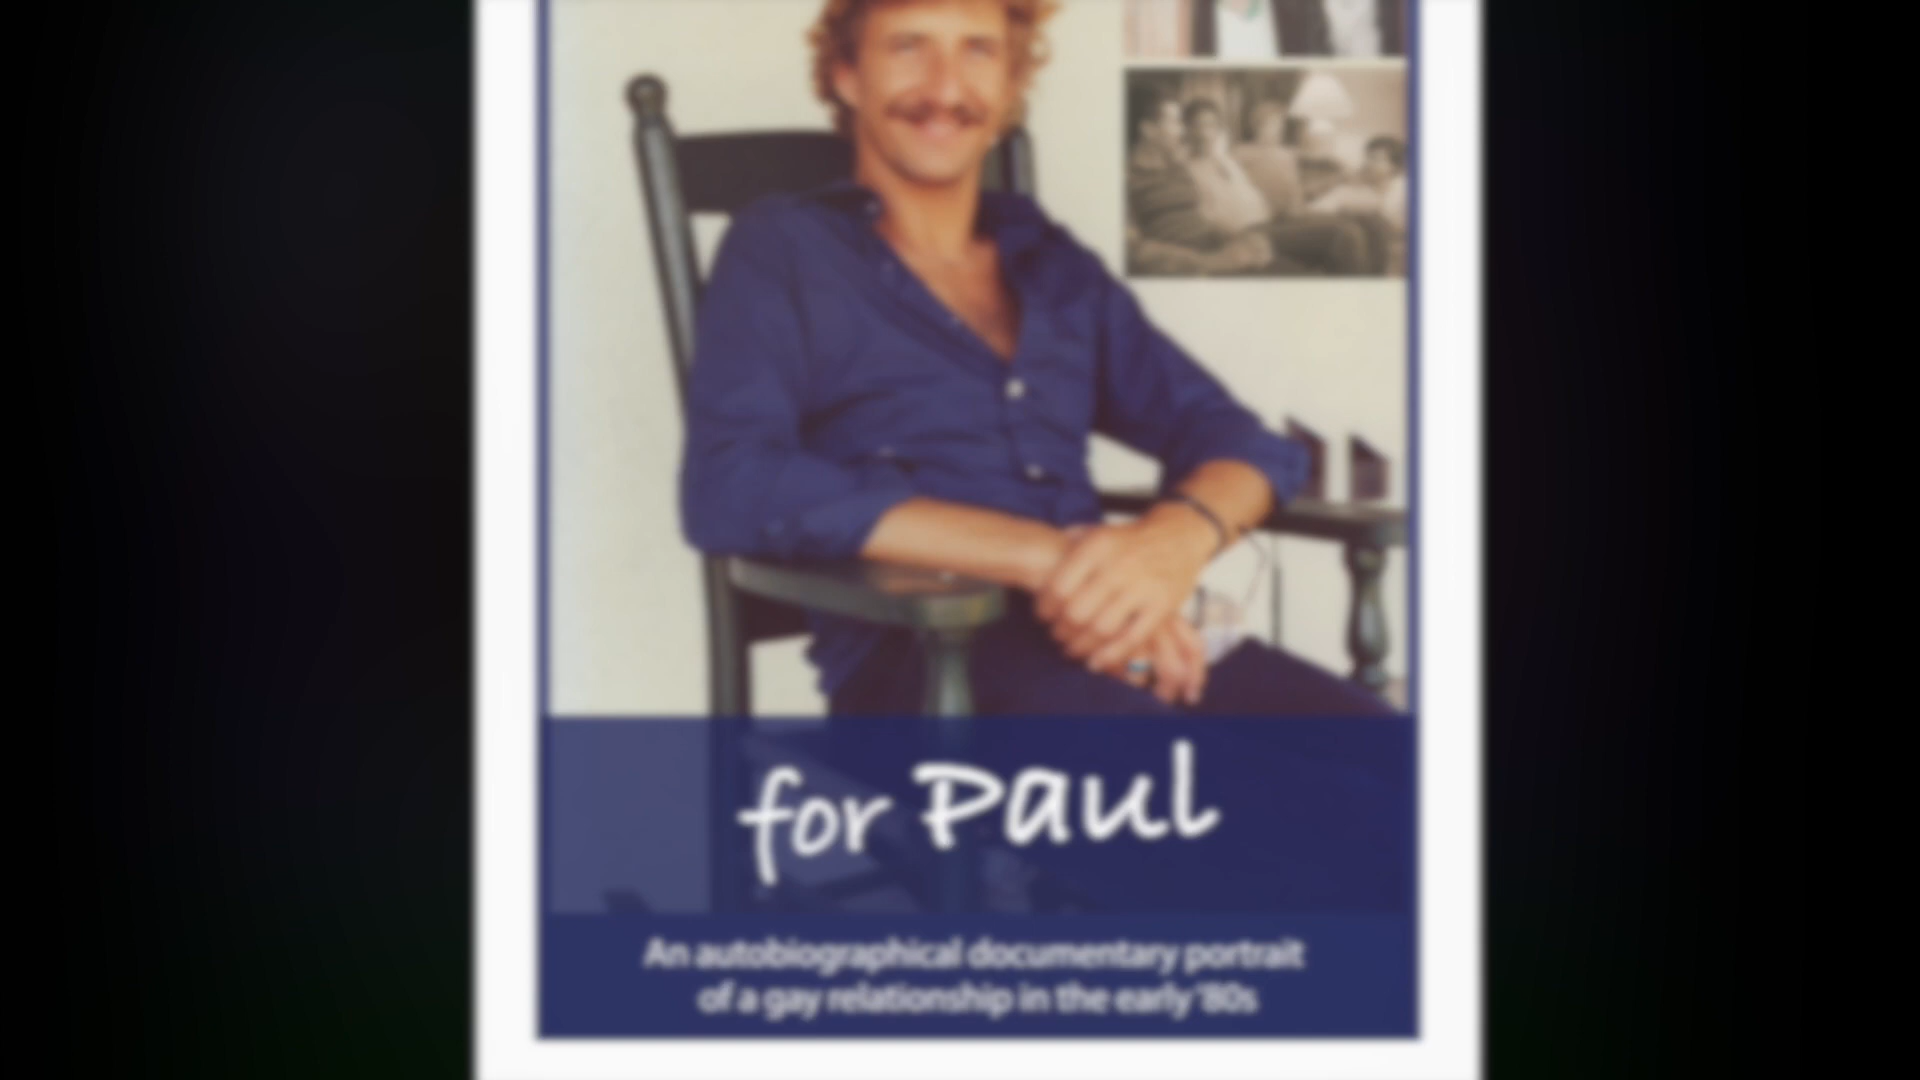 for Paul
An autobiographical documentary portrait
of a gay relationship in the early '80s